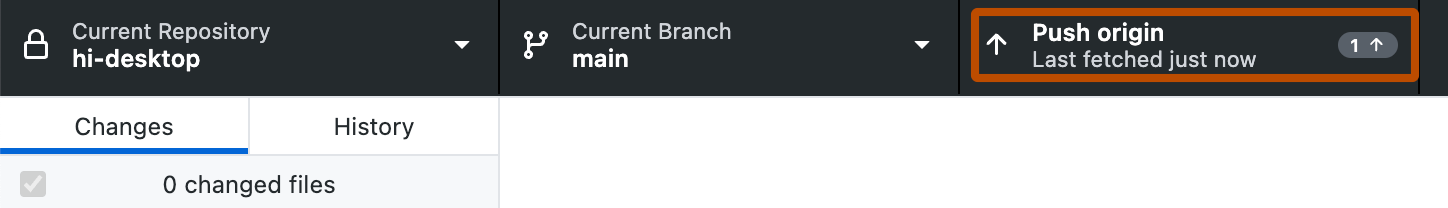 Current Repository
hi-desktop
Current Branch
main
Push origin
Last fetched just now
1
Changes
History
0 changed files